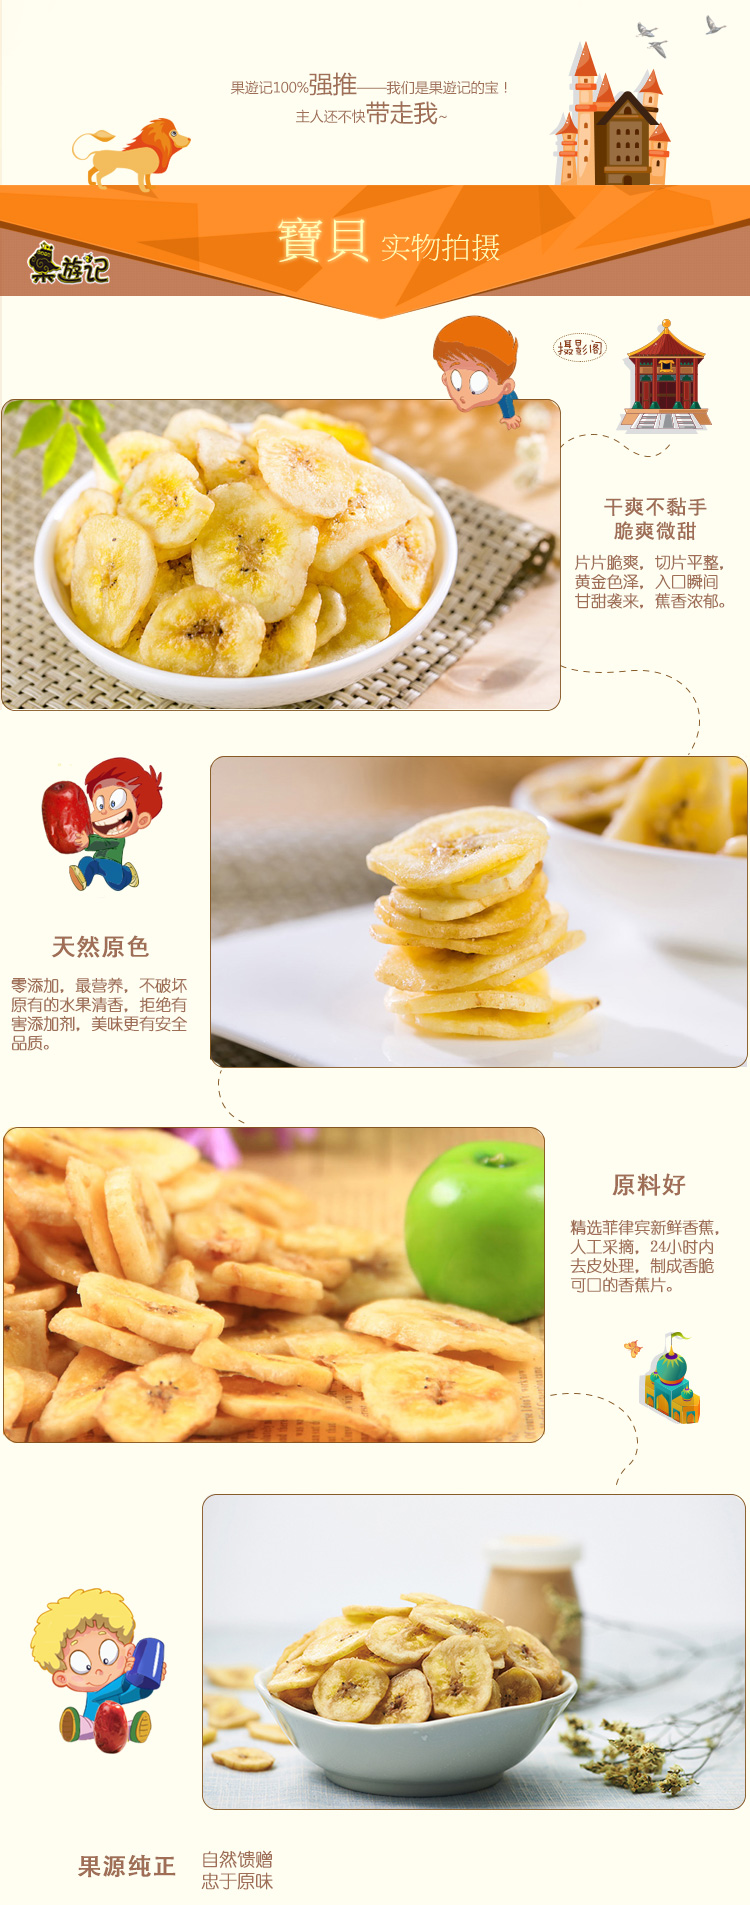 果遊记100%强推——我们是果遊记的宝！
主人还不快带走我~
寶貝 实物拍摄
果遊记
摄影阁
干爽不黏手
脆爽微甜
片片脆爽，切片平整，
黄金色泽，入口瞬间
甘甜袭来，蕉香浓郁。
天然原色
零添加，最营养，不破坏
原有的水果清香，拒绝有
害添加剂，美味更有安全
品质。
原料好
精选菲律宾新鲜香蕉，
人工采摘，24小时内
去皮处理，制成香脆
可口的香蕉片。
果源纯正
自然馈赠
忠于原味